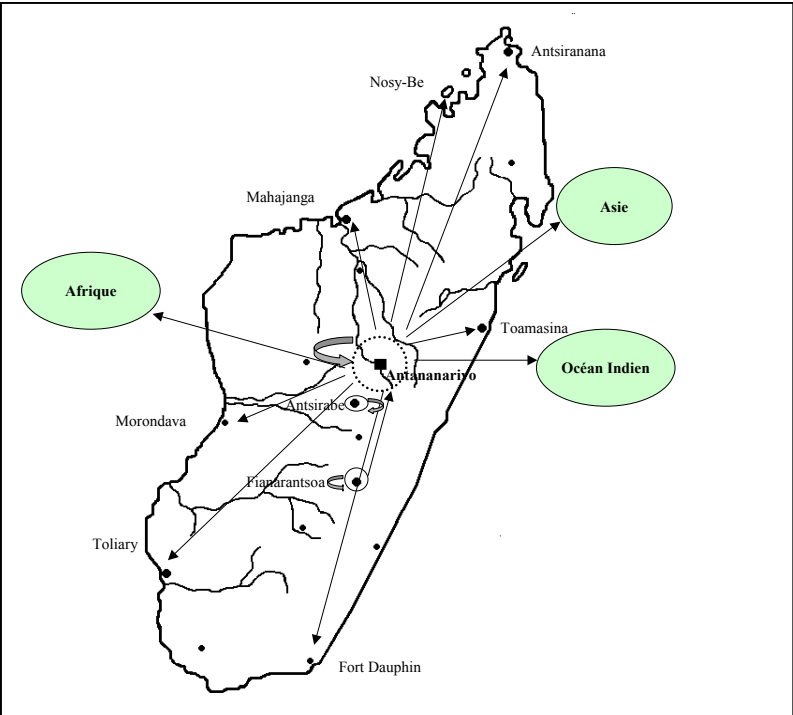 Antsiranana
Nosy-Be
Mahajanga
Asie
Afrique
Toamasina
Océan Indien
Antananarivo
Antsirabe
Morondava
Fianarantsoa
Toliary
Fort Dauphin